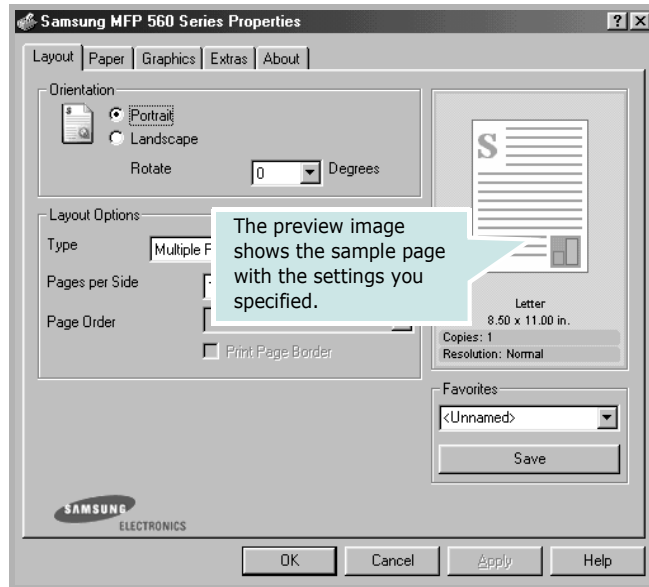 Samsung MFP 560 Series Properties
Layout Paper Graphics Extras About
Orientation
Portrait
Landscape
Rotate 0 Degrees
Layout Options
Type Multiple
Pages per Side
Page Order
Print Page Border
The preview image
shows the sample page
with the settings you
specified.
S
Letter
8.50 x 11.00 in.
Copies: 1
Resolution: Normal
Favorites
<Unnamed>
Save
SAMSUNG
ELECTRONICS
OK Cancel Apply Help